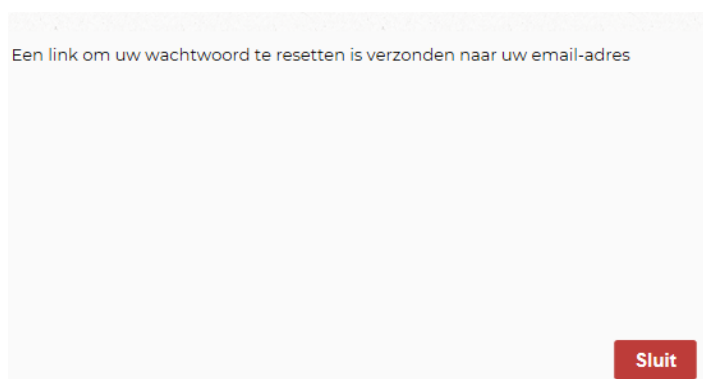 Een link om uw wachtwoord te resetten is verzonden naar uw email-adres
Sluit